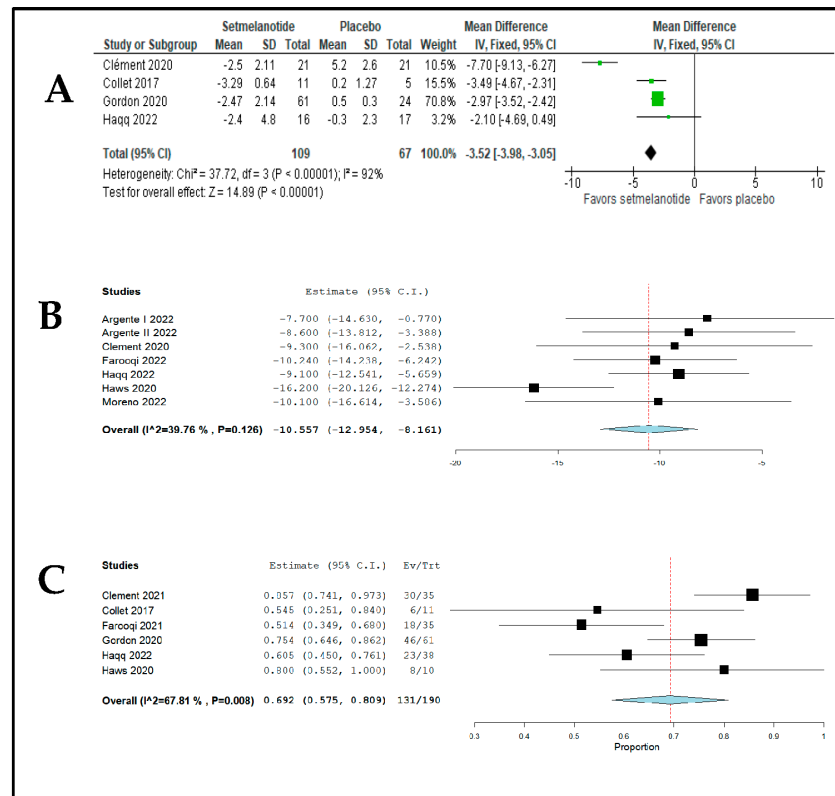 A
Setmelanotide Placebo Mean Difference Mean Difference
Study or Subgroup Mean SD Total Mean SD Total Weight IV, Fixed, 95% CI IV, Fixed, 95% CI
Clément 2020 -2.5 2.11 21 5.2 2.6 21 10.5% -7.70 [-9.13, -6.27]
Collet 2017 -3.29 0.64 11 0.2 1.27 5 15.5% -3.49 [-4.67, -2.31]
Gordon 2020 -2.47 2.14 61 0.5 0.3 24 70.8% -2.97 [-3.52, -2.42]
Haqq 2022 -2.4 4.8 16 -0.3 2.3 17 3.2% -2.10 [-4.69, 0.49]
Total (95% CI) 109 67 100.0% -3.52 [-3.98, -3.05]
Heterogeneity: Chi² = 37.72, df = 3 (P < 0.00001); I² = 92%
Test for overall effect: Z = 14.89 (P < 0.00001)
-10 -5 0 5 10
Favors setmelanotide Favors placebo
B
Studies Estimate (95% C.I.)
Argente I 2022 -7.700 (-14.630, -0.770)
Argente II 2022 -8.600 (-13.812, -3.388)
Clement 2020 -9.300 (-16.062, -2.538)
Farooqi 2022 -10.240 (-14.238, -6.242)
Haqq 2022 -9.100 (-12.541, -5.659)
Haws 2020 -16.200 (-20.126, -12.274)
Moreno 2022 -10.100 (-16.614, -3.586)
Overall (I^2=39.76 % , P=0.126) -10.557 (-12.954, -8.161)
-20 -15 -10 -5
C
Studies Estimate (95% C.I.) Ev/Trt
Clement 2021 0.857 (0.741, 0.973) 30/35
Collet 2017 0.545 (0.251, 0.840) 6/11
Farooqi 2021 0.514 (0.349, 0.680) 18/35
Gordon 2020 0.754 (0.646, 0.862) 46/61
Haqq 2022 0.605 (0.450, 0.761) 23/38
Haws 2020 0.800 (0.552, 1.000) 8/10
Overall (I^2=67.81 % , P=0.008) 0.692 (0.575, 0.809) 131/190
0.3 0.4 0.5 0.6 0.7 0.8 0.9 1
Proportion